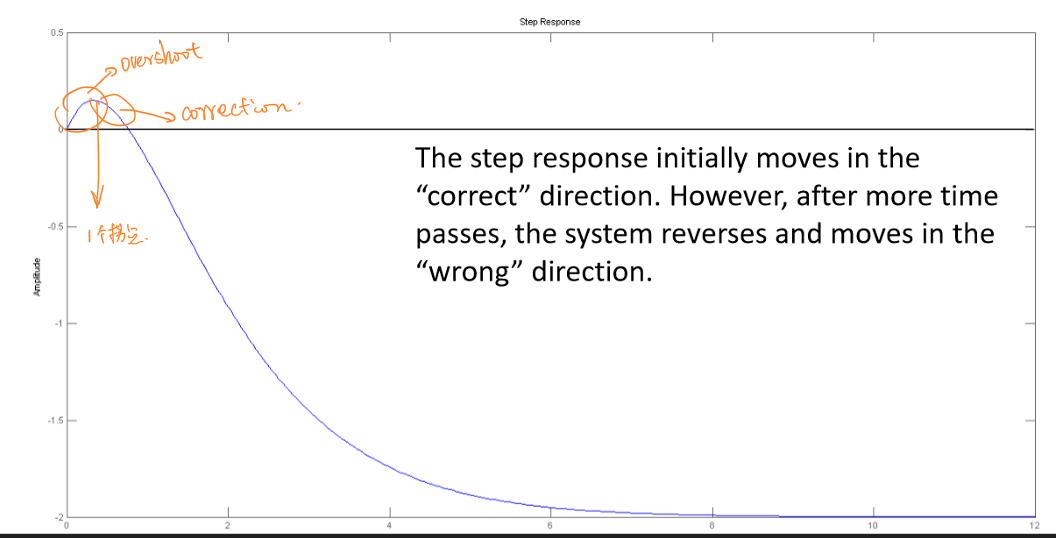 Step Response
0.5
overshoot
correction.
0
The step response initially moves in the
“correct” direction. However, after more time
passes, the system reverses and moves in the
“wrong” direction.
1个拐点.
-0.5
Amplitude
-1
-1.5
-2
0 2 4 6 8 10 12